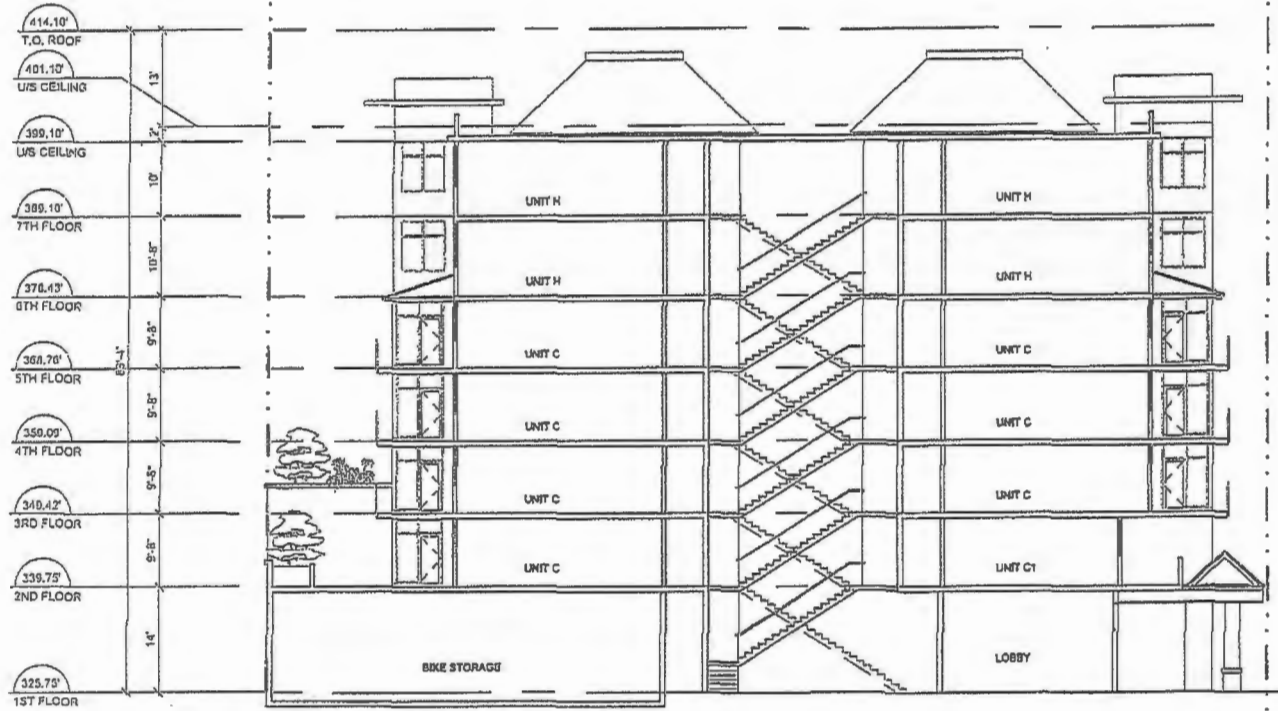 414.10'
T.O. ROOF
401.10'
U/S CEILING
399.10'
U/S CEILING
389.10'
7TH FLOOR
378.43'
6TH FLOOR
368.76'
5TH FLOOR
359.09'
4TH FLOOR
349.42'
3RD FLOOR
339.75'
2ND FLOOR
325.75'
1ST FLOOR
13'
2'
10'
10'-8"
9'-8"
9'-8"
9'-8"
9'-8"
14'
UNIT H
UNIT H
UNIT H
UNIT H
UNIT C
UNIT C
UNIT C
UNIT C
UNIT C
UNIT C
UNIT C
UNIT C1
BIKE STORAGE
LOBBY